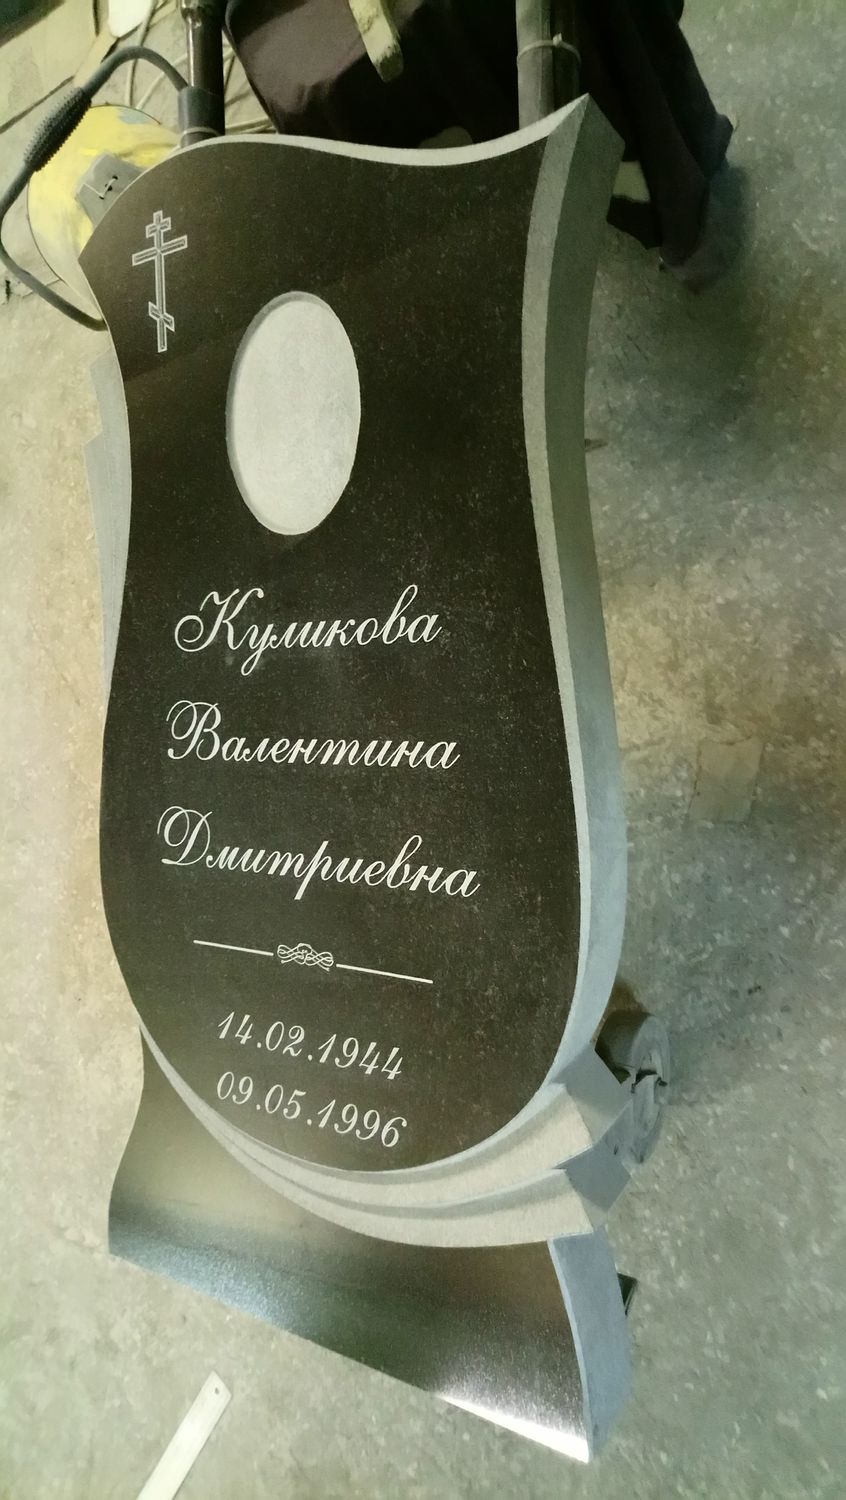 Куликова
Валентина
Дмитриевна
14.02.1944
09.05.1996